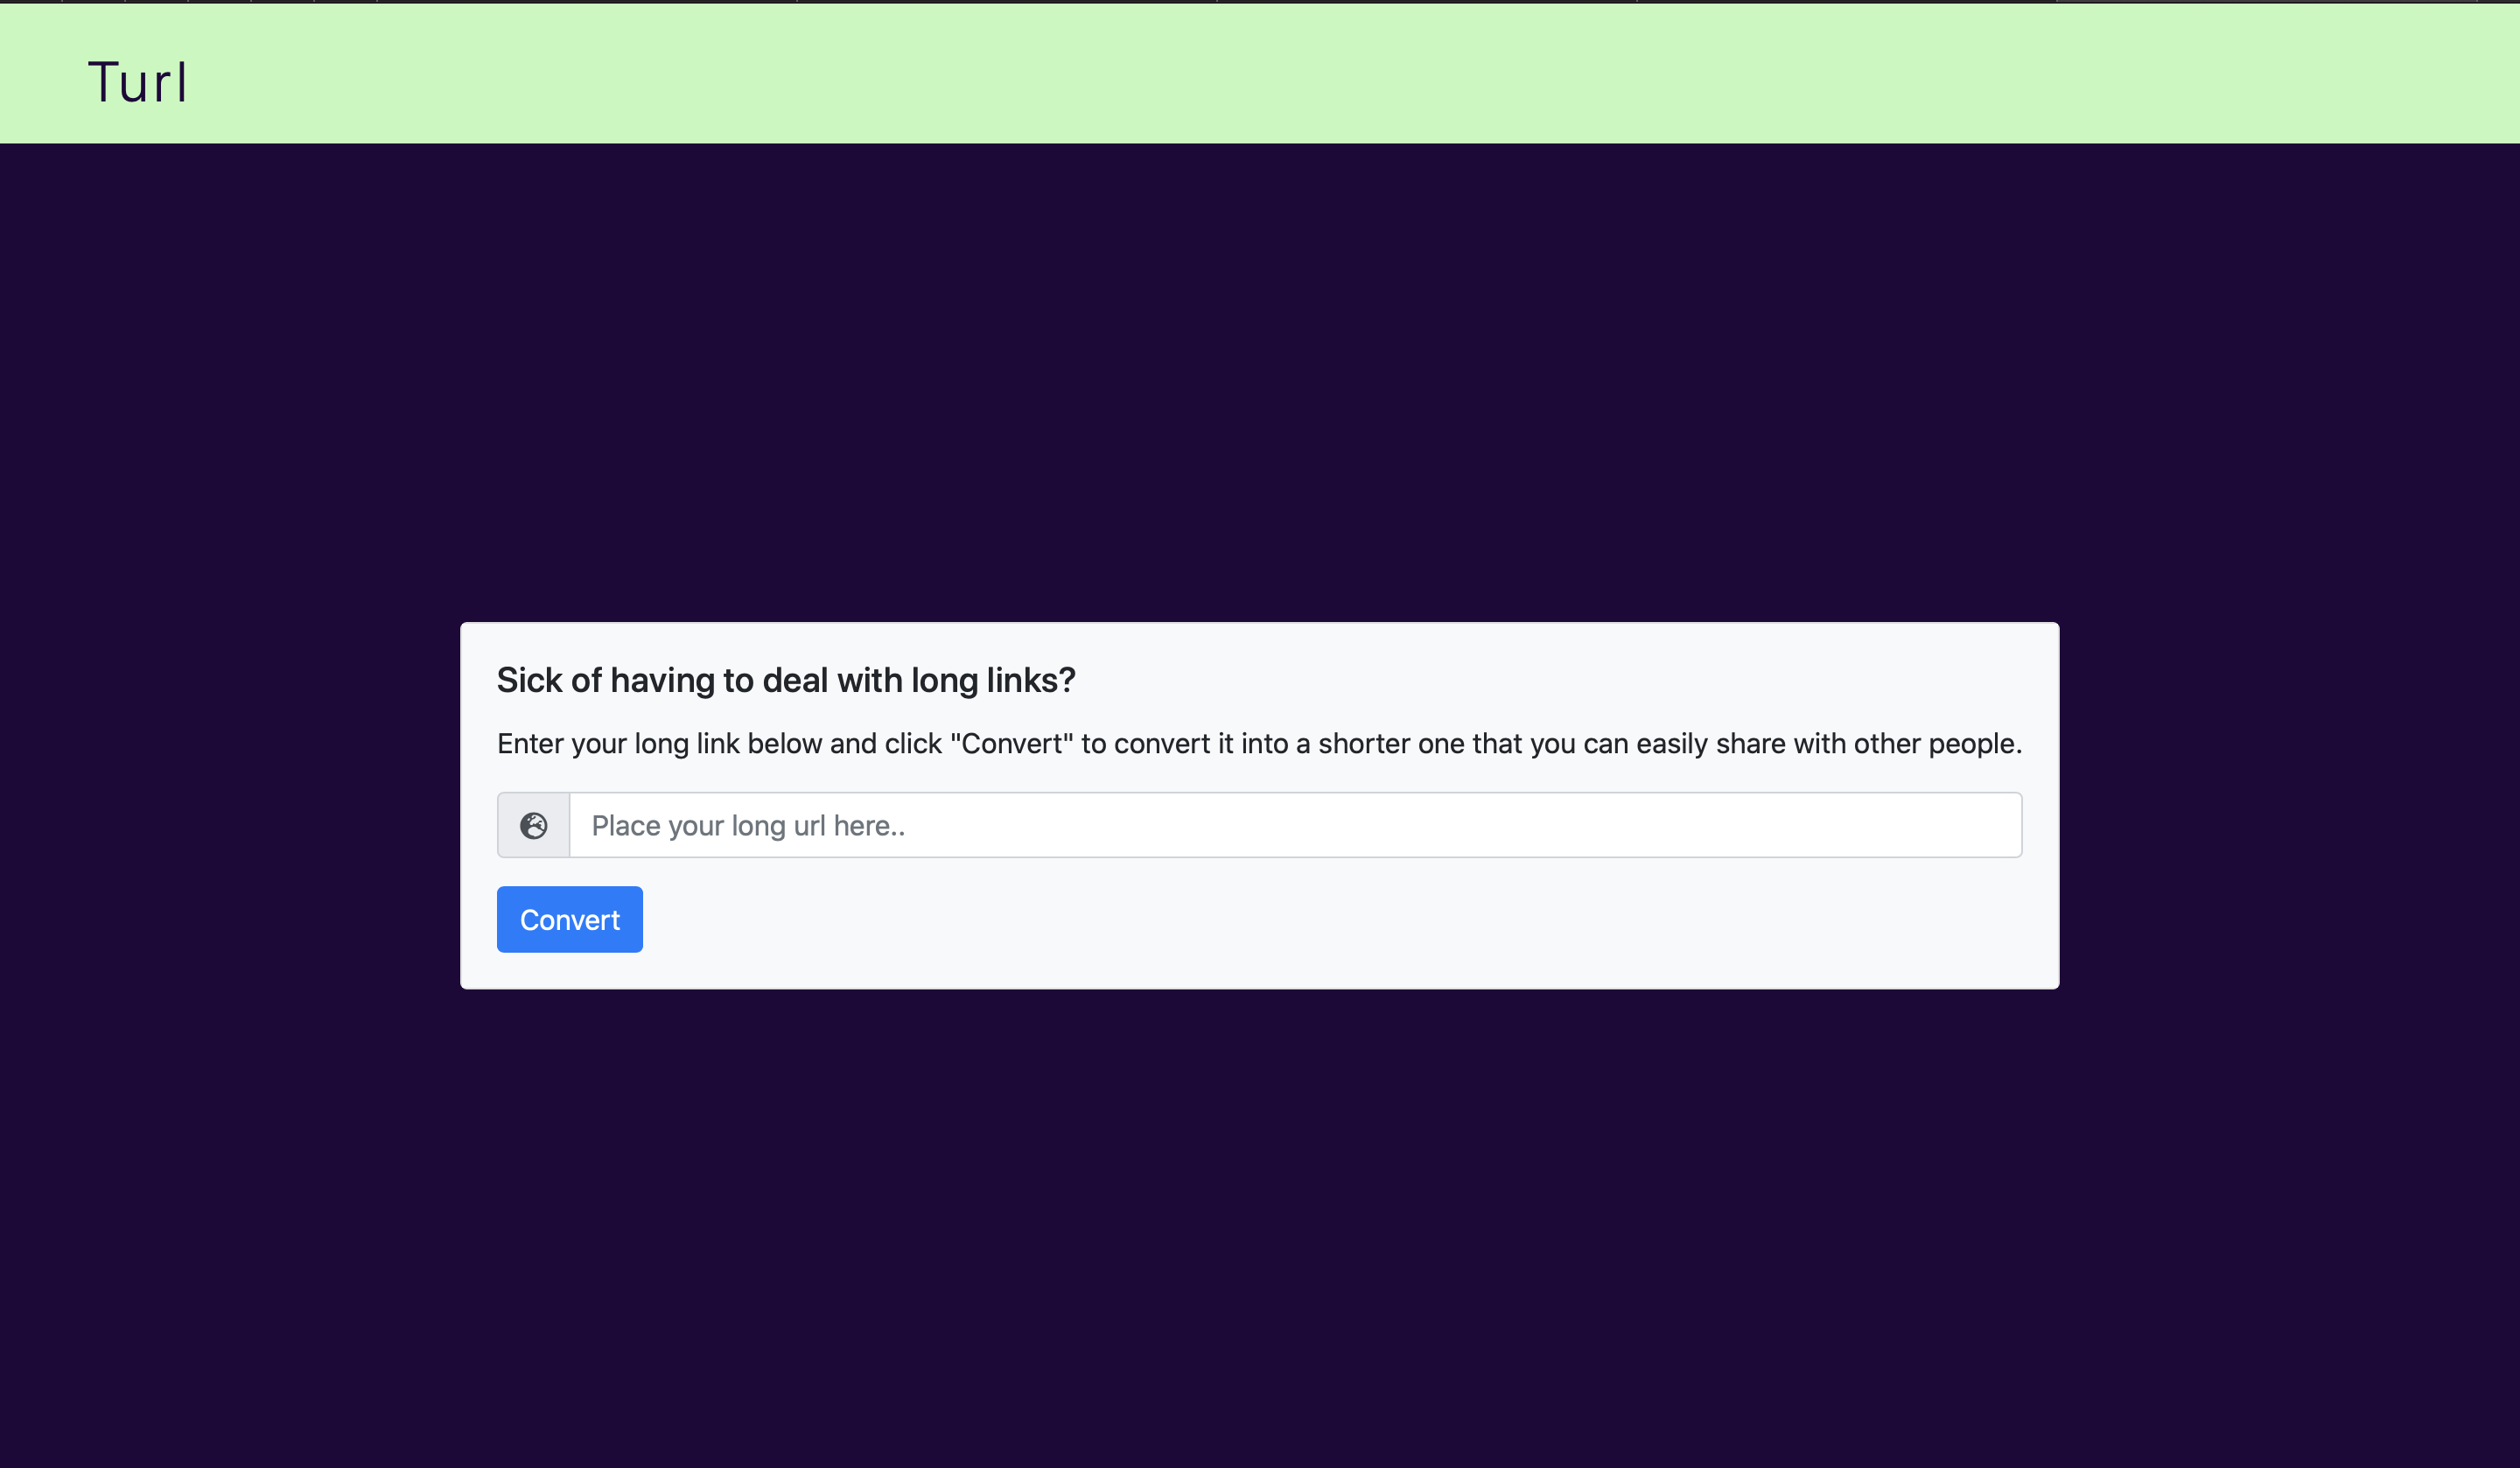 Turl
Sick of having to deal with long links?
Enter your long link below and click "Convert" to convert it into a shorter one that you can easily share with other people.
Place your long url here..
Convert